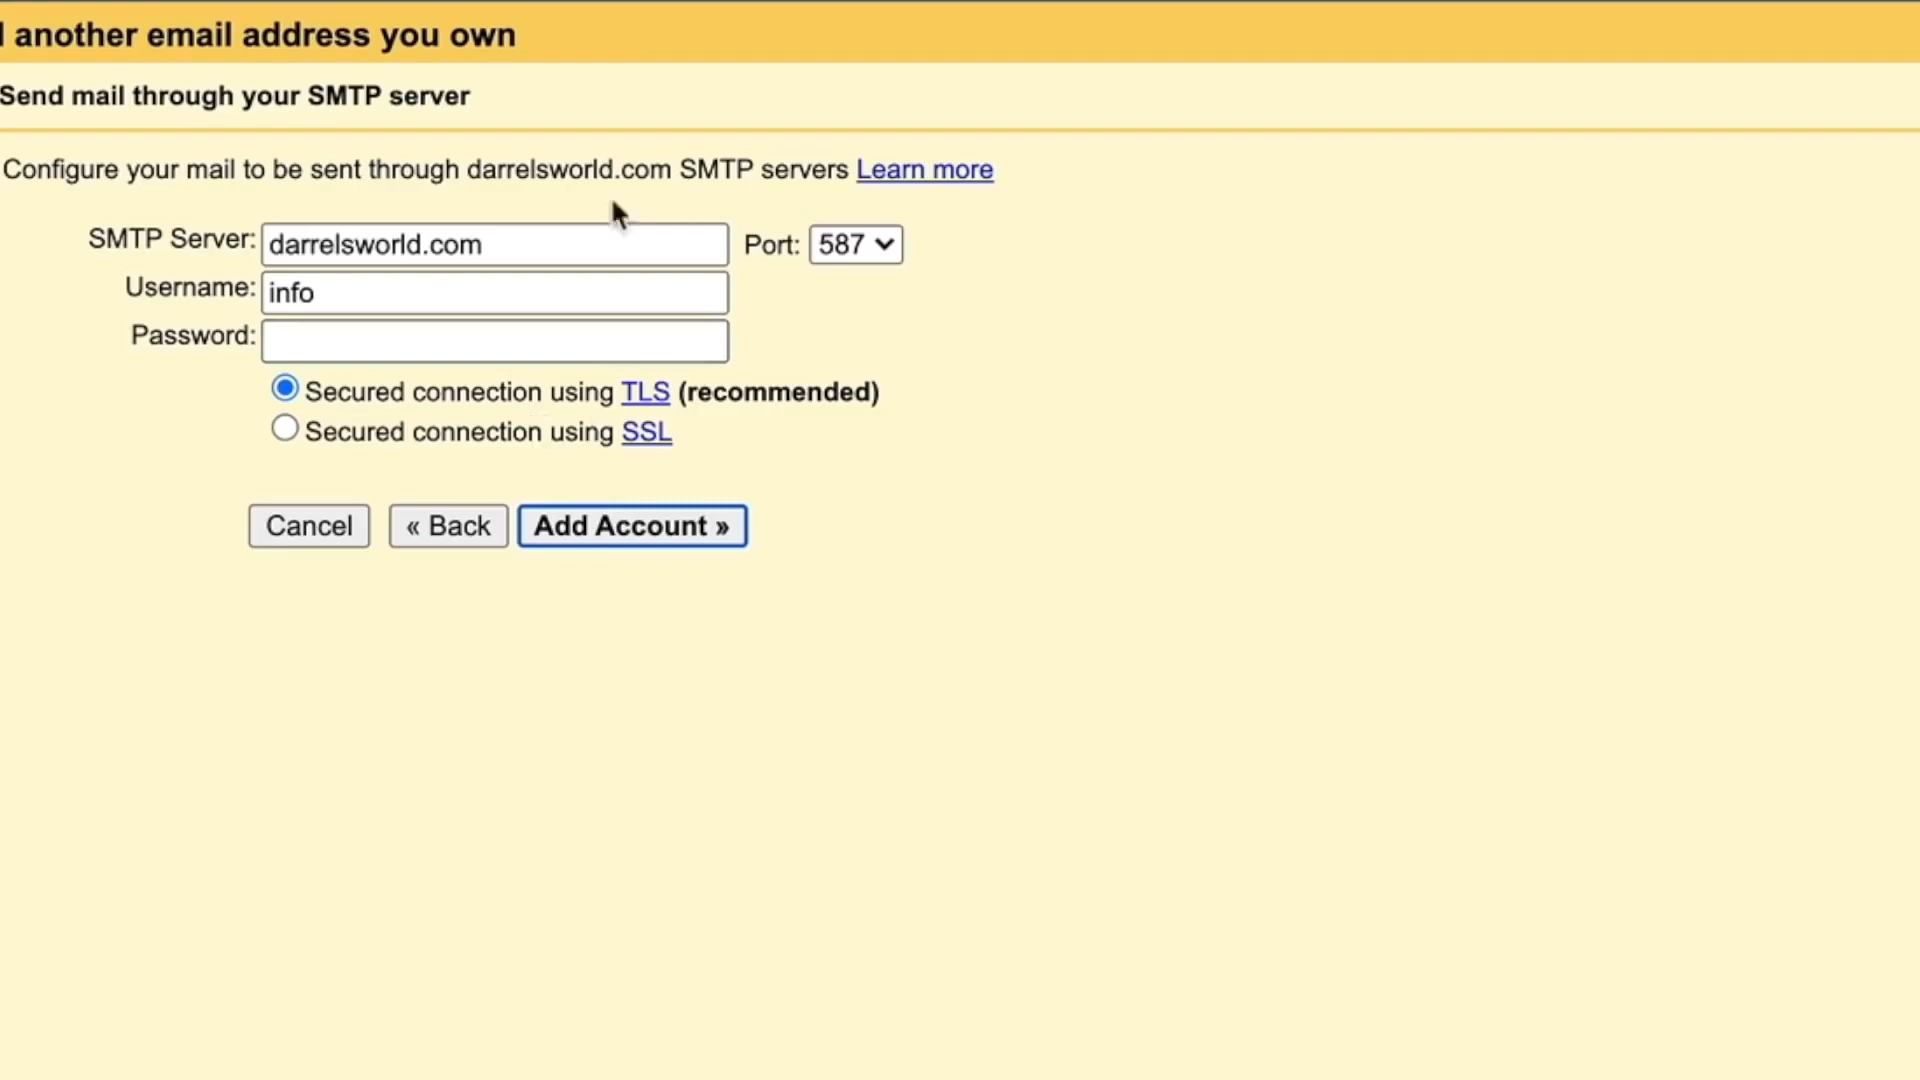 another email address you own
Send mail through your SMTP server
Configure your mail to be sent through darrelsworld.com SMTP servers Learn more
SMTP Server: darrelsworld.com Port: 587
Username: info
Password:
Secured connection using TLS (recommended)
Secured connection using SSL
Cancel « Back Add Account »